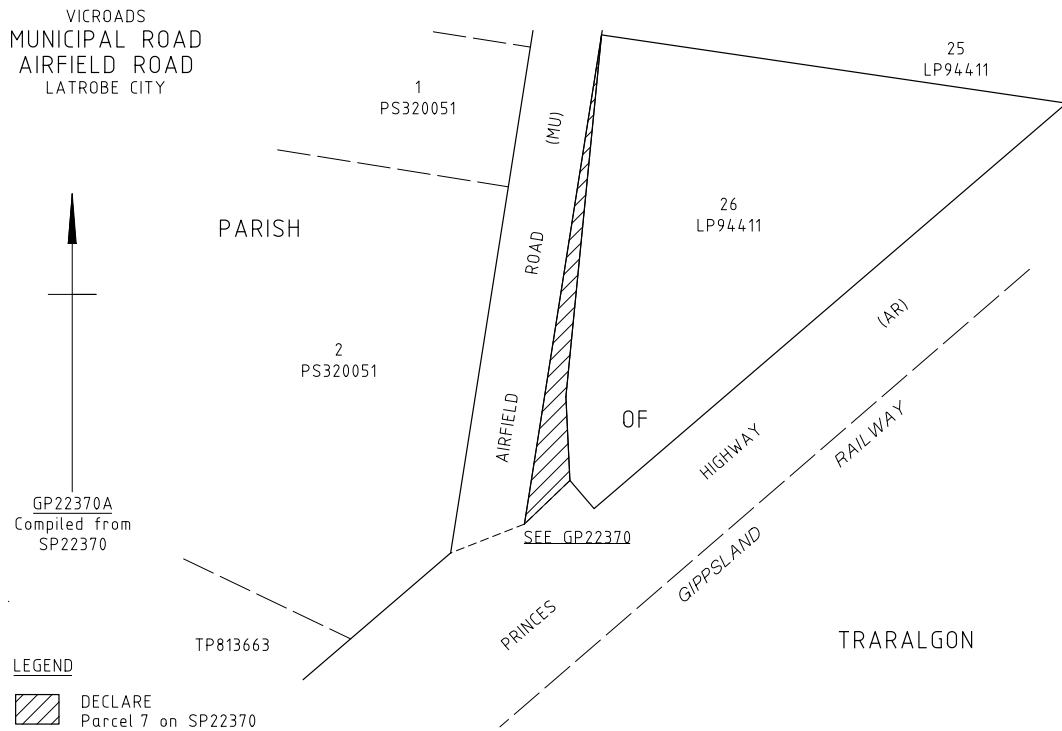 VICROADS
MUNICIPAL ROAD
AIRFIELD ROAD
LATROBE CITY
1
PS320051
(MU)
25
LP94411
PARISH
ROAD
26
LP94411
2
PS320051
(AR)
AIRFIELD
OF
HIGHWAY
RAILWAY
GP22370A
Compiled from
SP22370
SEE GP22370
GIPPSLAND
PRINCES
TP813663
TRARALGON
LEGEND
DECLARE
Parcel 7 on SP22370